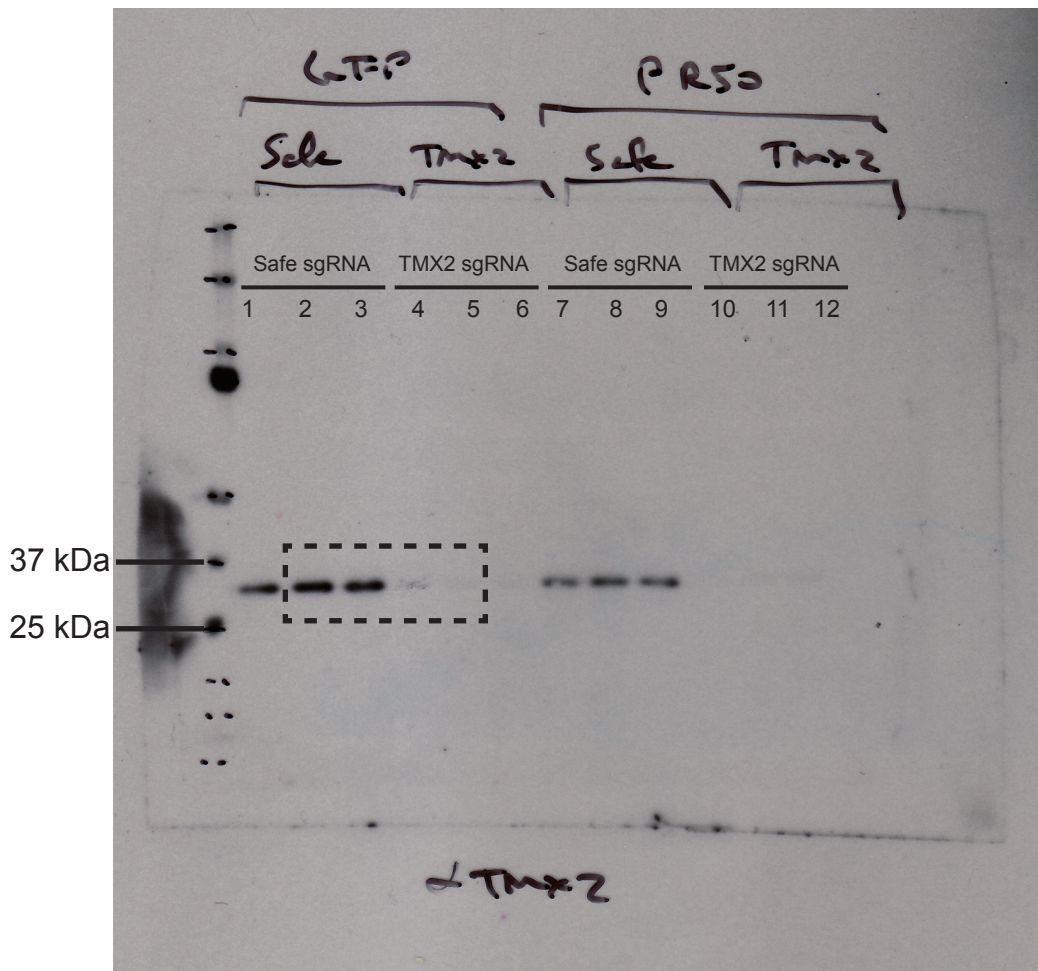 GFP PR50
Safe TMX2 Safe TMX2
Safe sgRNA TMX2 sgRNA Safe sgRNA TMX2 sgRNA
1 2 3 4 5 6 7 8 9 10 11 12
37 kDa
25 kDa
α TMX2